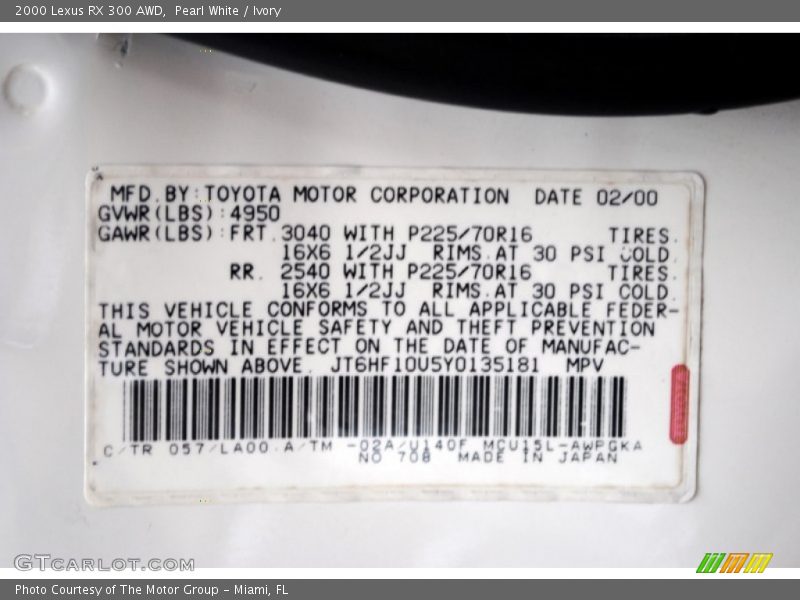 2000 Lexus RX 300 AWD, Pearl White / Ivory
MFD. BY: TOYOTA MOTOR CORPORATION DATE 02/00
GVWR(LBS):4950
GAWR(LBS):FRT. 3040 WITH P225/70R16 TIRES.
16X6 1/2JJ RIMS.AT 30 PSI COLD.
RR. 2540 WITH P225/70R16 TIRES.
16X6 1/2JJ RIMS.AT 30 PSI COLD.
THIS VEHICLE CONFORMS TO ALL APPLICABLE FEDER-
AL MOTOR VEHICLE SAFETY AND THEFT PREVENTION
STANDARDS IN EFFECT ON THE DATE OF MANUFAC-
TURE SHOWN ABOVE. JT6HF10U5Y0135181 MPV
C/TR 057/LA00.A/TM -02A/U140F MCU15L-AWPGKA
NO 708 MADE IN JAPAN
GTCARLOT.COM
Photo Courtesy of The Motor Group - Miami, FL